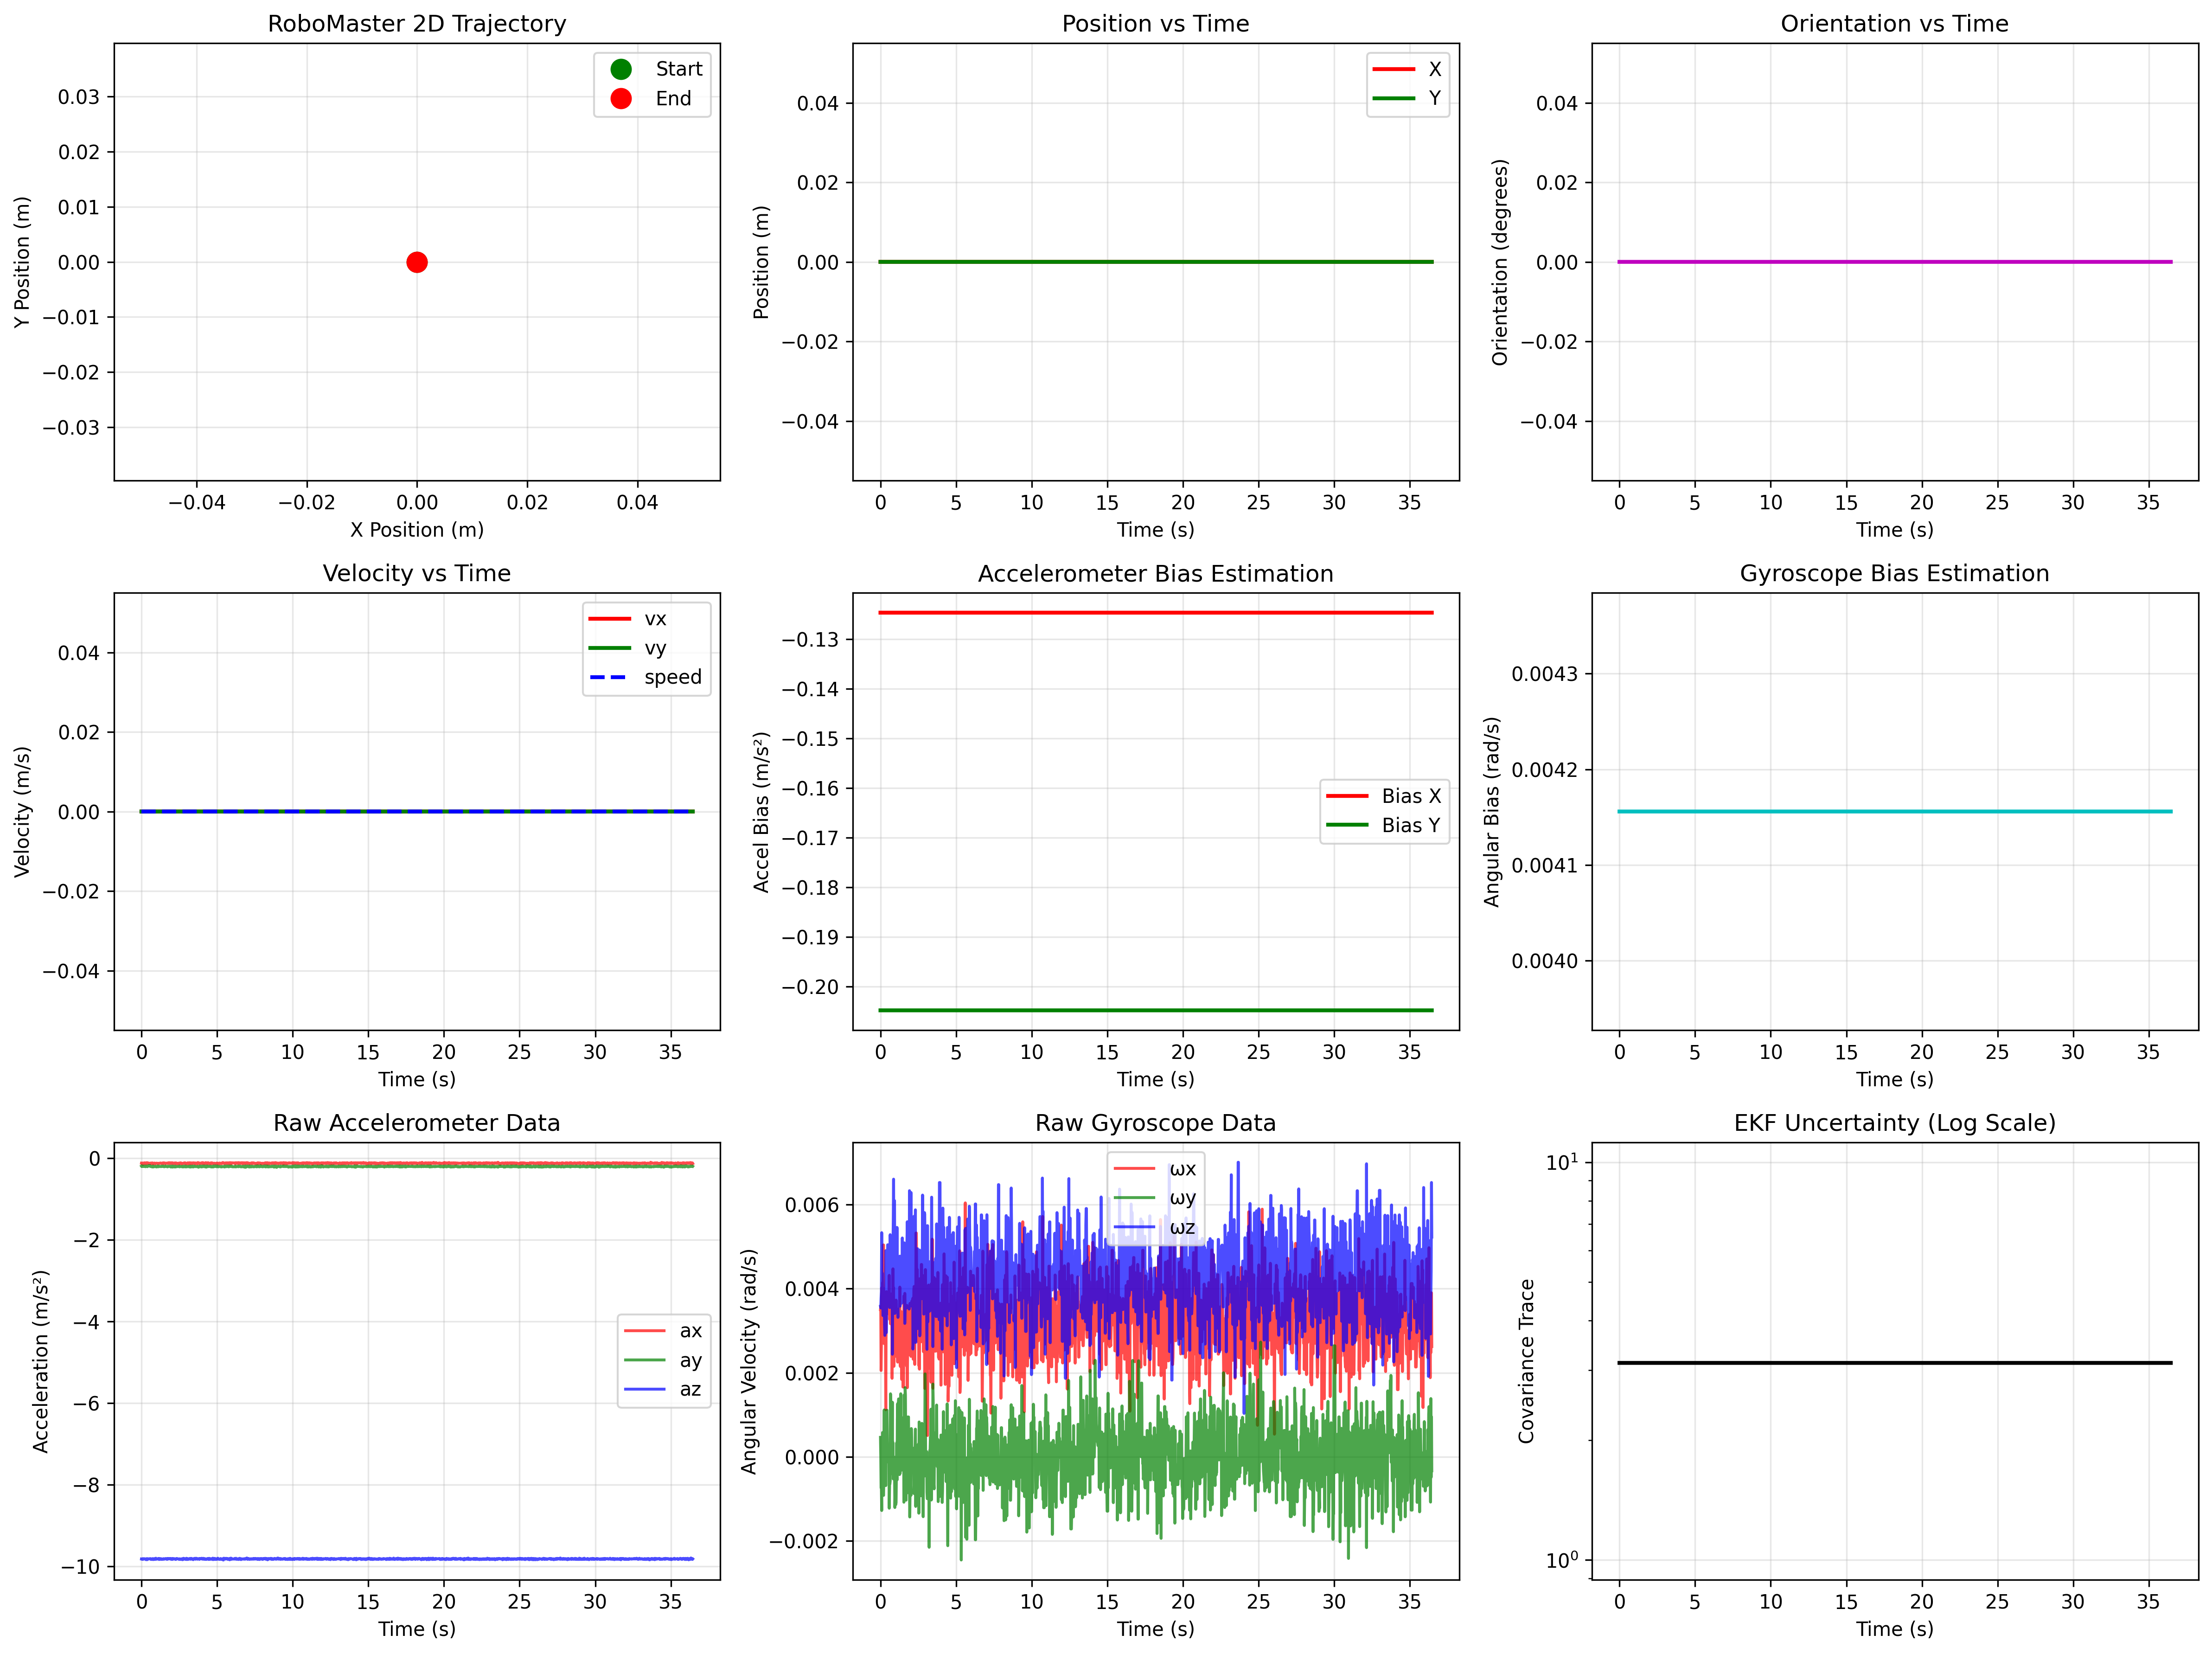 RoboMaster 2D Trajectory
Y Position (m)
0.03
0.02
0.01
0.00
−0.01
−0.02
−0.03
−0.04
−0.02
0.00
0.02
0.04
X Position (m)
Start
End
Position vs Time
Position (m)
0.04
0.02
0.00
−0.02
−0.04
0
5
10
15
20
25
30
35
Time (s)
X
Y
Orientation vs Time
Orientation (degrees)
0.04
0.02
0.00
−0.02
−0.04
0
5
10
15
20
25
30
35
Time (s)
Velocity vs Time
Velocity (m/s)
0.04
0.02
0.00
−0.02
−0.04
0
5
10
15
20
25
30
35
Time (s)
vx
vy
speed
Accelerometer Bias Estimation
Accel Bias (m/s²)
−0.13
−0.14
−0.15
−0.16
−0.17
−0.18
−0.19
−0.20
0
5
10
15
20
25
30
35
Time (s)
Bias X
Bias Y
Gyroscope Bias Estimation
Angular Bias (rad/s)
0.0043
0.0042
0.0041
0.0040
0
5
10
15
20
25
30
35
Time (s)
Raw Accelerometer Data
Acceleration (m/s²)
0
−2
−4
−6
−8
−10
0
5
10
15
20
25
30
35
Time (s)
ax
ay
az
Raw Gyroscope Data
Angular Velocity (rad/s)
0.006
0.004
0.002
0.000
−0.002
0
5
10
15
20
25
30
35
Time (s)
ωx
ωy
ωz
EKF Uncertainty (Log Scale)
Covariance Trace
10¹
10⁰
0
5
10
15
20
25
30
35
Time (s)